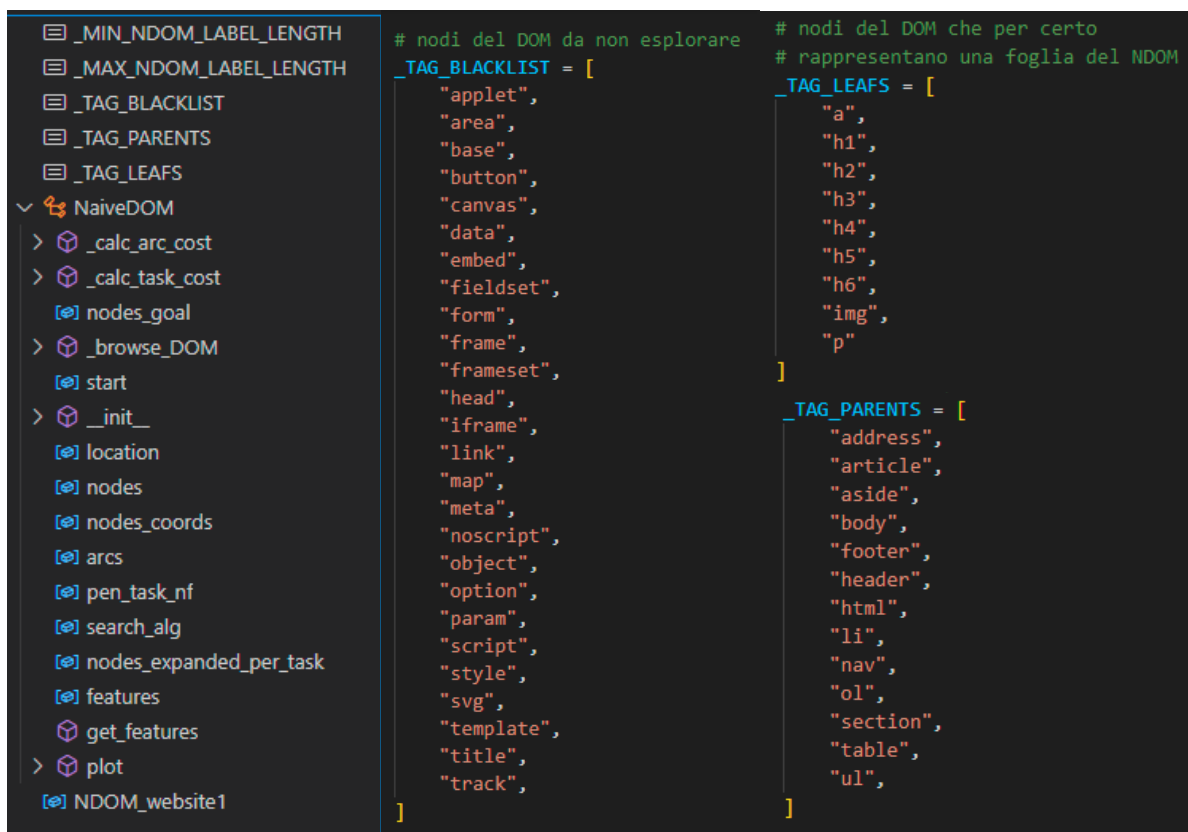 _MIN_NDOM_LABEL_LENGTH
_MAX_NDOM_LABEL_LENGTH
_TAG_BLACKLIST
_TAG_PARENTS
_TAG_LEAFS
NaiveDOM
_calc_arc_cost
_calc_task_cost
nodes_goal
_browse_DOM
start
__init__
location
nodes
nodes_coords
arcs
pen_task_nf
search_alg
nodes_expanded_per_task
features
get_features
plot
NDOM_website1
# nodi del DOM da non esplorare
_TAG_BLACKLIST = [
"applet",
"area",
"base",
"button",
"canvas",
"data",
"embed",
"fieldset",
"form",
"frame",
"frameset",
"head",
"iframe",
"link",
"map",
"meta",
"noscript",
"object",
"option",
"param",
"script",
"style",
"svg",
"template",
"title",
"track",
]
# nodi del DOM che per certo
# rappresentano una foglia del NDOM
_TAG_LEAFS = [
"a",
"h1",
"h2",
"h3",
"h4",
"h5",
"h6",
"img",
"p"
]
_TAG_PARENTS = [
"address",
"article",
"aside",
"body",
"footer",
"header",
"html",
"li",
"nav",
"ol",
"section",
"table",
"ul",
]